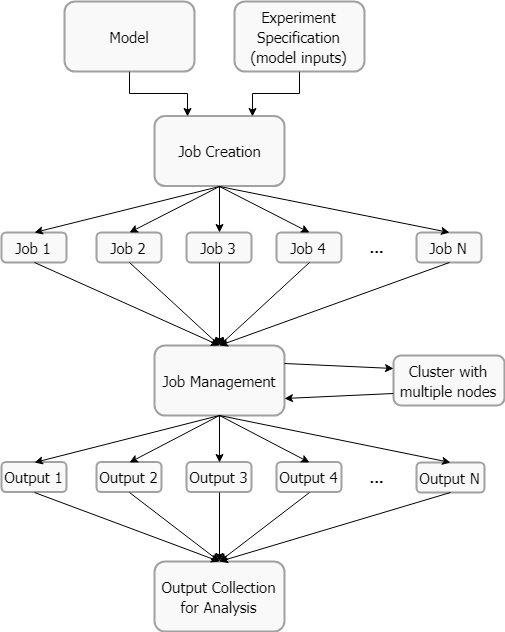 Model
Experiment
Specification
(model inputs)
Job Creation
Job 1
Job 2
Job 3
Job 4
...
Job N
Job Management
Cluster with
multiple nodes
Output 1
Output 2
Output 3
Output 4
...
Output N
Output Collection
for Analysis